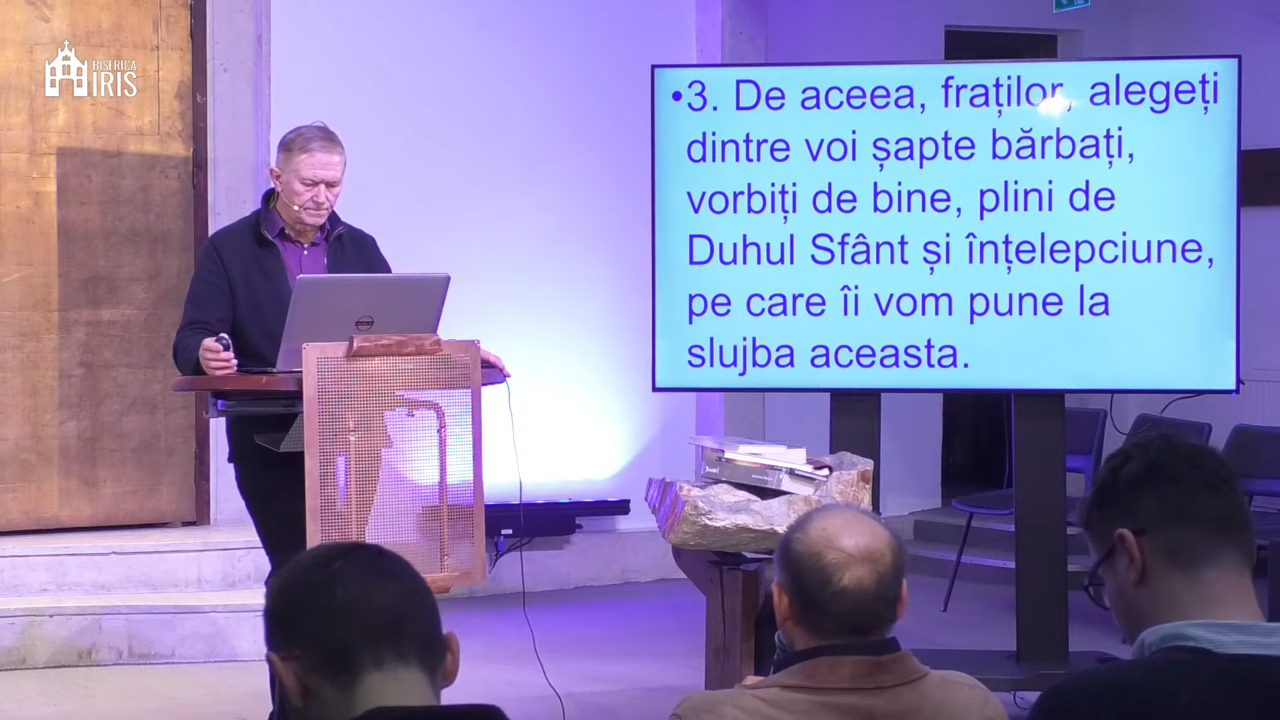 BISERICA
IRIS
•3. De aceea, fraților, alegeți
dintre voi șapte bărbați,
vorbiți de bine, plini de
Duhul Sfânt și înțelepciune,
pe care îi vom pune la
slujba aceasta.